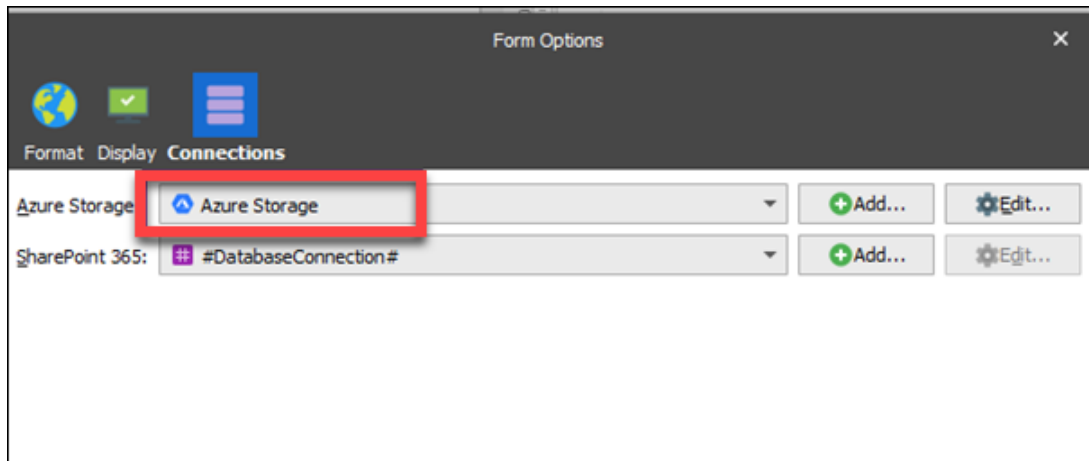 Form Options
Format Display Connections
Azure Storage Azure Storage Add... Edit...
SharePoint 365: #DatabaseConnection# Add... Edit...